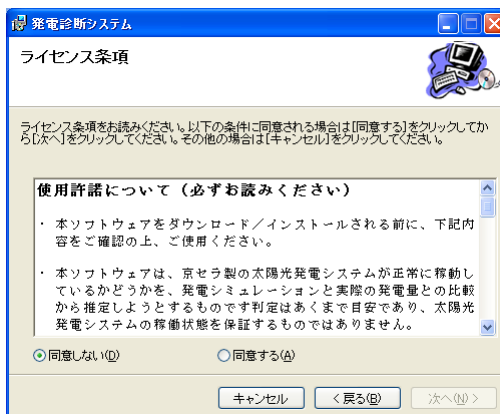 発電診断システム
ライセンス条項
ライセンス条項をお読みください。以下の条件に同意される場合は[同意する]をクリックしてか
ら[次へ]をクリックしてください。その他の場合は[キャンセル]をクリックください。
使用許諾について（必ずお読みください）
・ 本ソフトウェアをダウンロード／インストールされる前に、下記内
容をご確認の上、ご使用ください。
・ 本ソフトウェアは、京セラ製の太陽光発電システムが正常に稼動し
ているかどうかを、発電シミュレーションと実際の発電量との比較
から推定しようとするものです判定はあくまで目安であり、太陽光
発電システムの稼働状態を保証するものではありません。
同意しない(D)
同意する(A)
キャンセル
< 戻る(B)
次へ(N) >